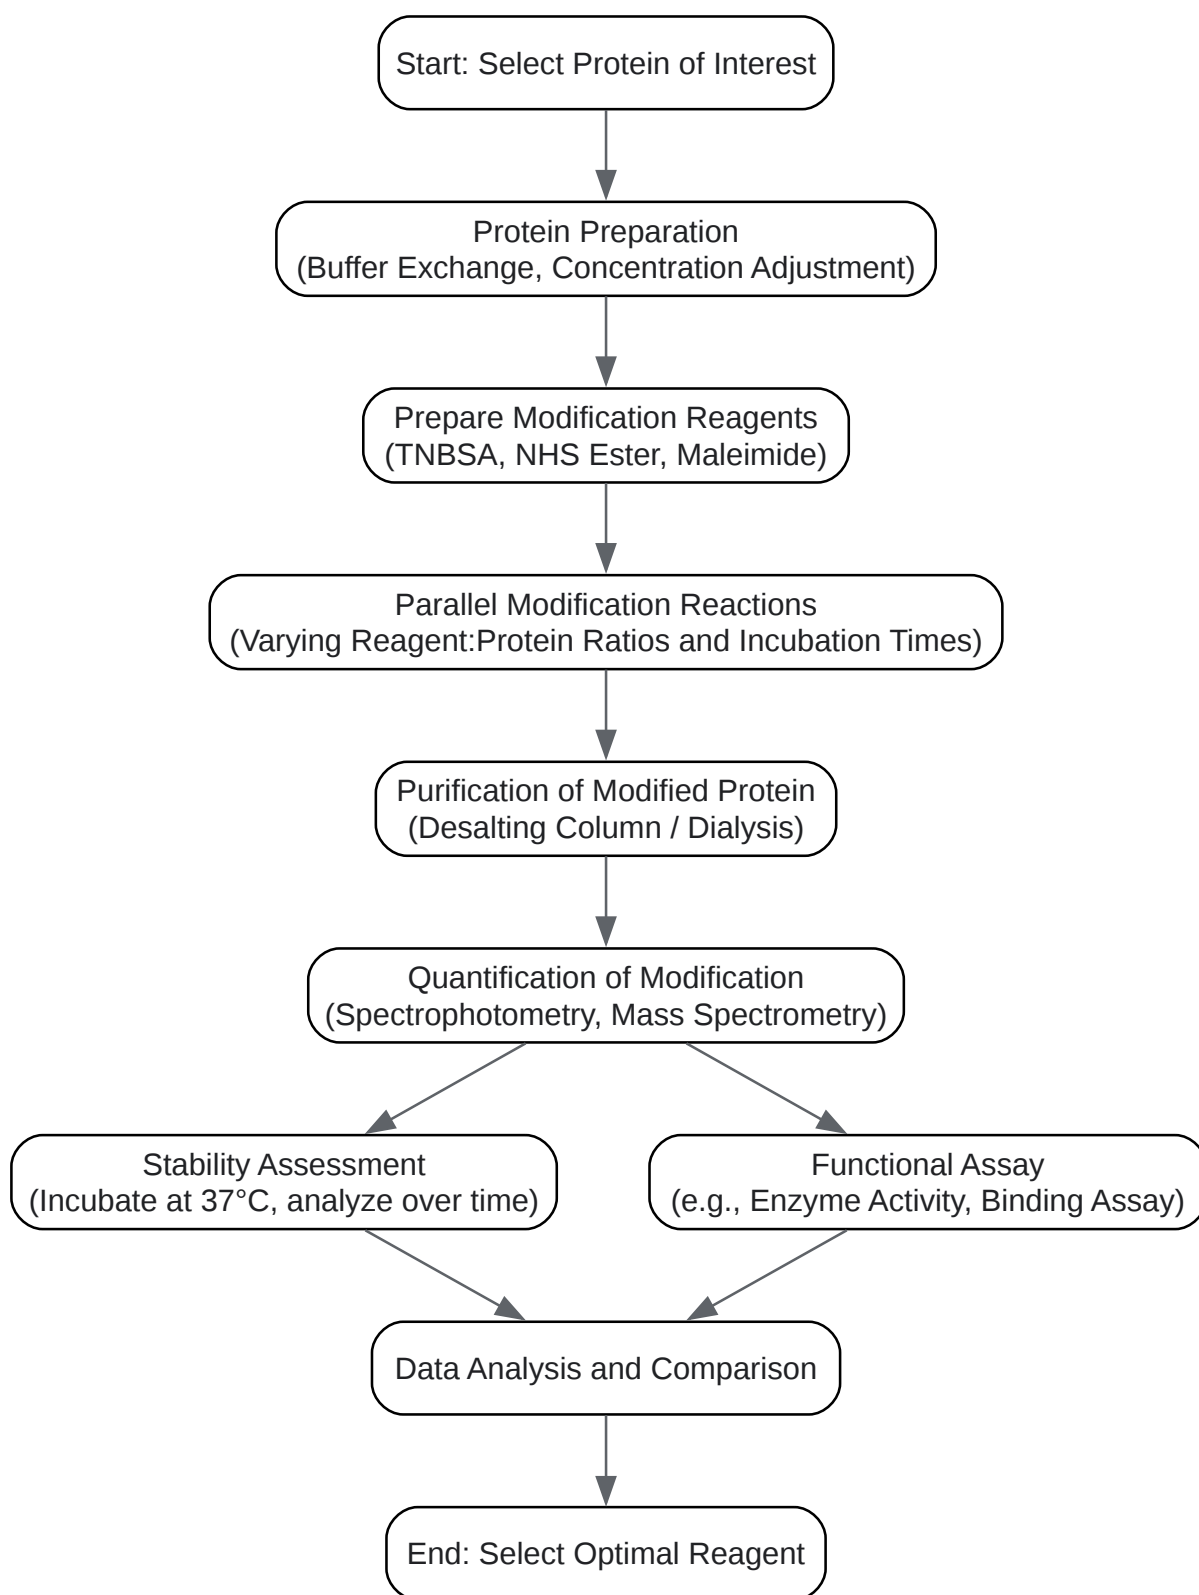 Start: Select Protein of Interest
Protein Preparation
(Buffer Exchange, Concentration Adjustment)
Prepare Modification Reagents
(TNBSA, NHS Ester, Maleimide)
Parallel Modification Reactions
(Varying Reagent:Protein Ratios and Incubation Times)
Purification of Modified Protein
(Desalting Column / Dialysis)
Quantification of Modification
(Spectrophotometry, Mass Spectrometry)
Stability Assessment
(Incubate at 37°C, analyze over time)
Functional Assay
(e.g., Enzyme Activity, Binding Assay)
Data Analysis and Comparison
End: Select Optimal Reagent